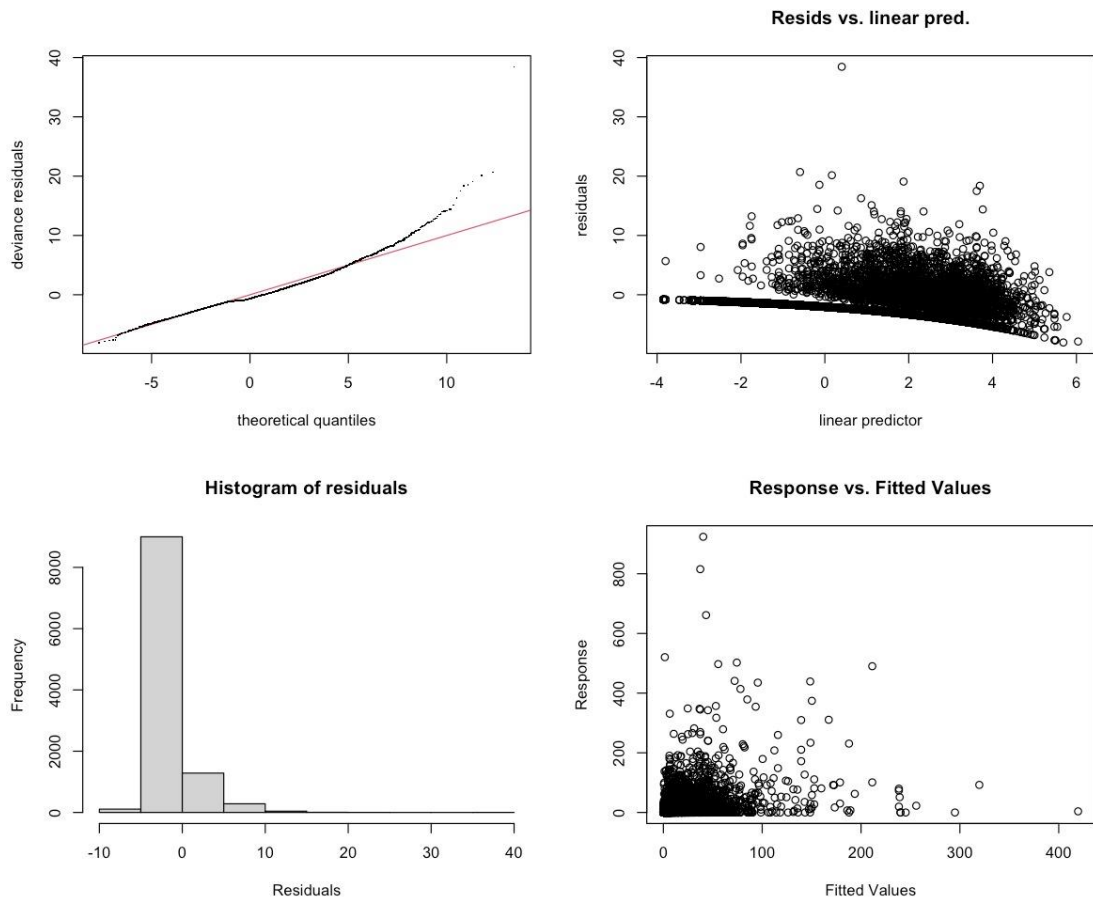 deviance residuals
0 10 20 30 40
-5 0 5 10
theoretical quantiles
Resids vs. linear pred.
residuals
0 10 20 30 40
-4 -2 0 2 4 6
linear predictor
Histogram of residuals
Frequency
0 2000 4000 6000 8000
-10 0 10 20 30 40
Residuals
Response vs. Fitted Values
Response
0 200 400 600 800
0 100 200 300 400
Fitted Values